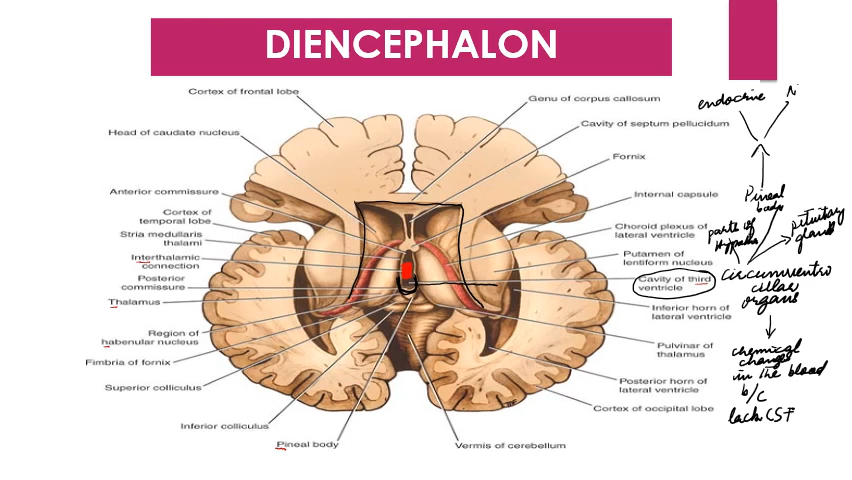 DIENCEPHALON
Cortex of frontal lobe
Head of caudate nucleus
Anterior commissure
Cortex of
temporal lobe
Stria medullaris
thalami
Interthalamic
connection
Posterior
commissure
Thalamus
Region of
habenular nucleus
Fimbria of fornix
Superior colliculus
Inferior colliculus
Pineal body
Genu of corpus callosum
Cavity of septum pellucidum
Fornix
Internal capsule
Choroid plexus of
lateral ventricle
Putamen of
lentiform nucleus
Cavity of third
ventricle
Inferior horn of
lateral ventricle
Pulvinar of
thalamus
Posterior horn of
lateral ventricle
Cortex of occipital lobe
Vermis of cerebellum
endocrine
N
Pineal
body
parts of
pituitary
gland
organs
chemical
changes
in the blood
b/c
lack CSF